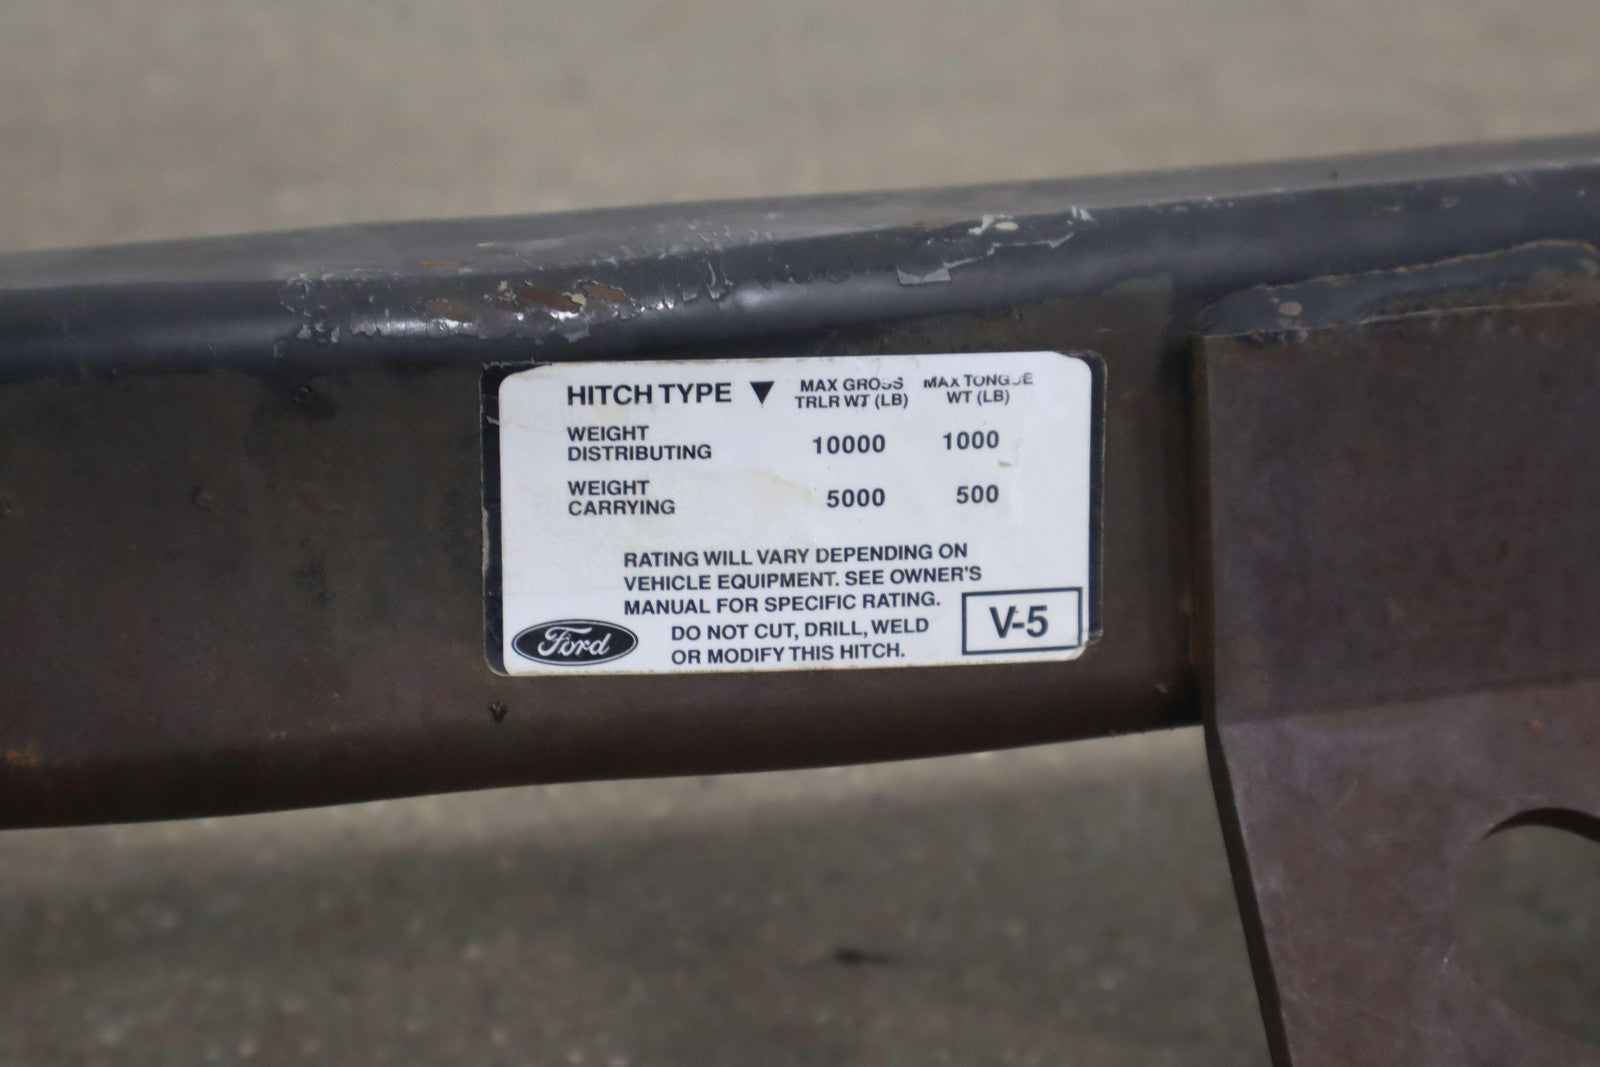 HITCH TYPE ▼ MAX GROSS TRLR WT (LB) MAX TONGUE WT (LB)
WEIGHT DISTRIBUTING 10000 1000
WEIGHT CARRYING 5000 500
RATING WILL VARY DEPENDING ON
VEHICLE EQUIPMENT. SEE OWNER'S
MANUAL FOR SPECIFIC RATING.
DO NOT CUT, DRILL, WELD
OR MODIFY THIS HITCH.
Ford
V-5